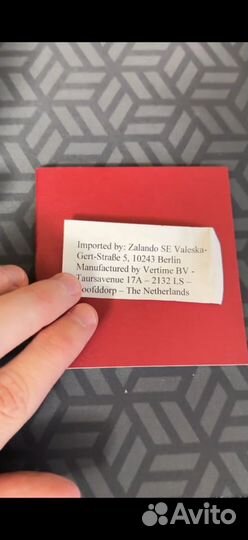 Imported by: Zalando SE Valeska-
Gert-Straße 5, 10243 Berlin
Manufactured by Vertime BV -
Taursavenue 17A – 2132 LS –
oofddorp – The Netherlands
Avito